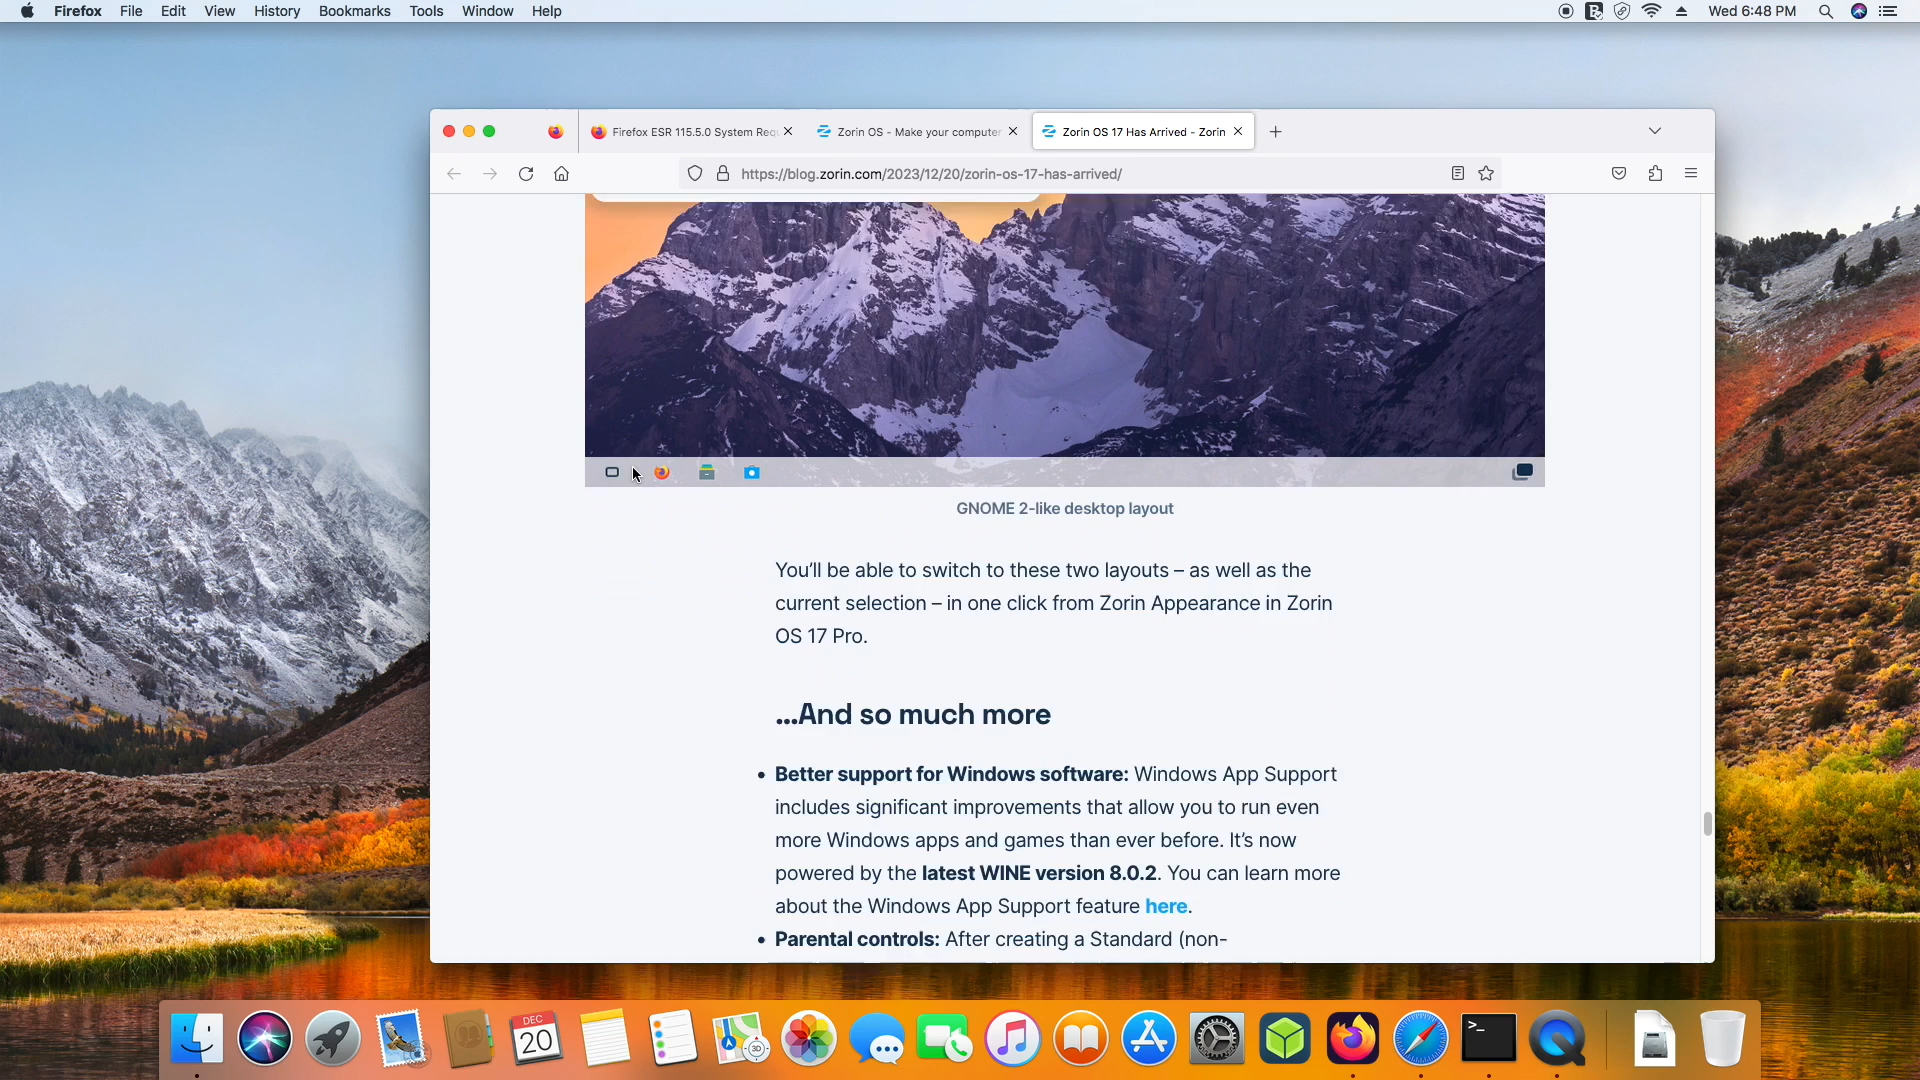 Firefox File Edit View History Bookmarks Tools Window Help
Wed 6:48 PM
Firefox ESR 115.5.0 System Requ
Zorin OS - Make your computer
Zorin OS 17 Has Arrived - Zorin
https://blog.zorin.com/2023/12/20/zorin-os-17-has-arrived/
GNOME 2-like desktop layout
You'll be able to switch to these two layouts – as well as the
current selection – in one click from Zorin Appearance in Zorin
OS 17 Pro.
…And so much more
• Better support for Windows software: Windows App Support
includes significant improvements that allow you to run even
more Windows apps and games than ever before. It's now
powered by the latest WINE version 8.0.2. You can learn more
about the Windows App Support feature here.
• Parental controls: After creating a Standard (non-
DEC
20
3D
>_